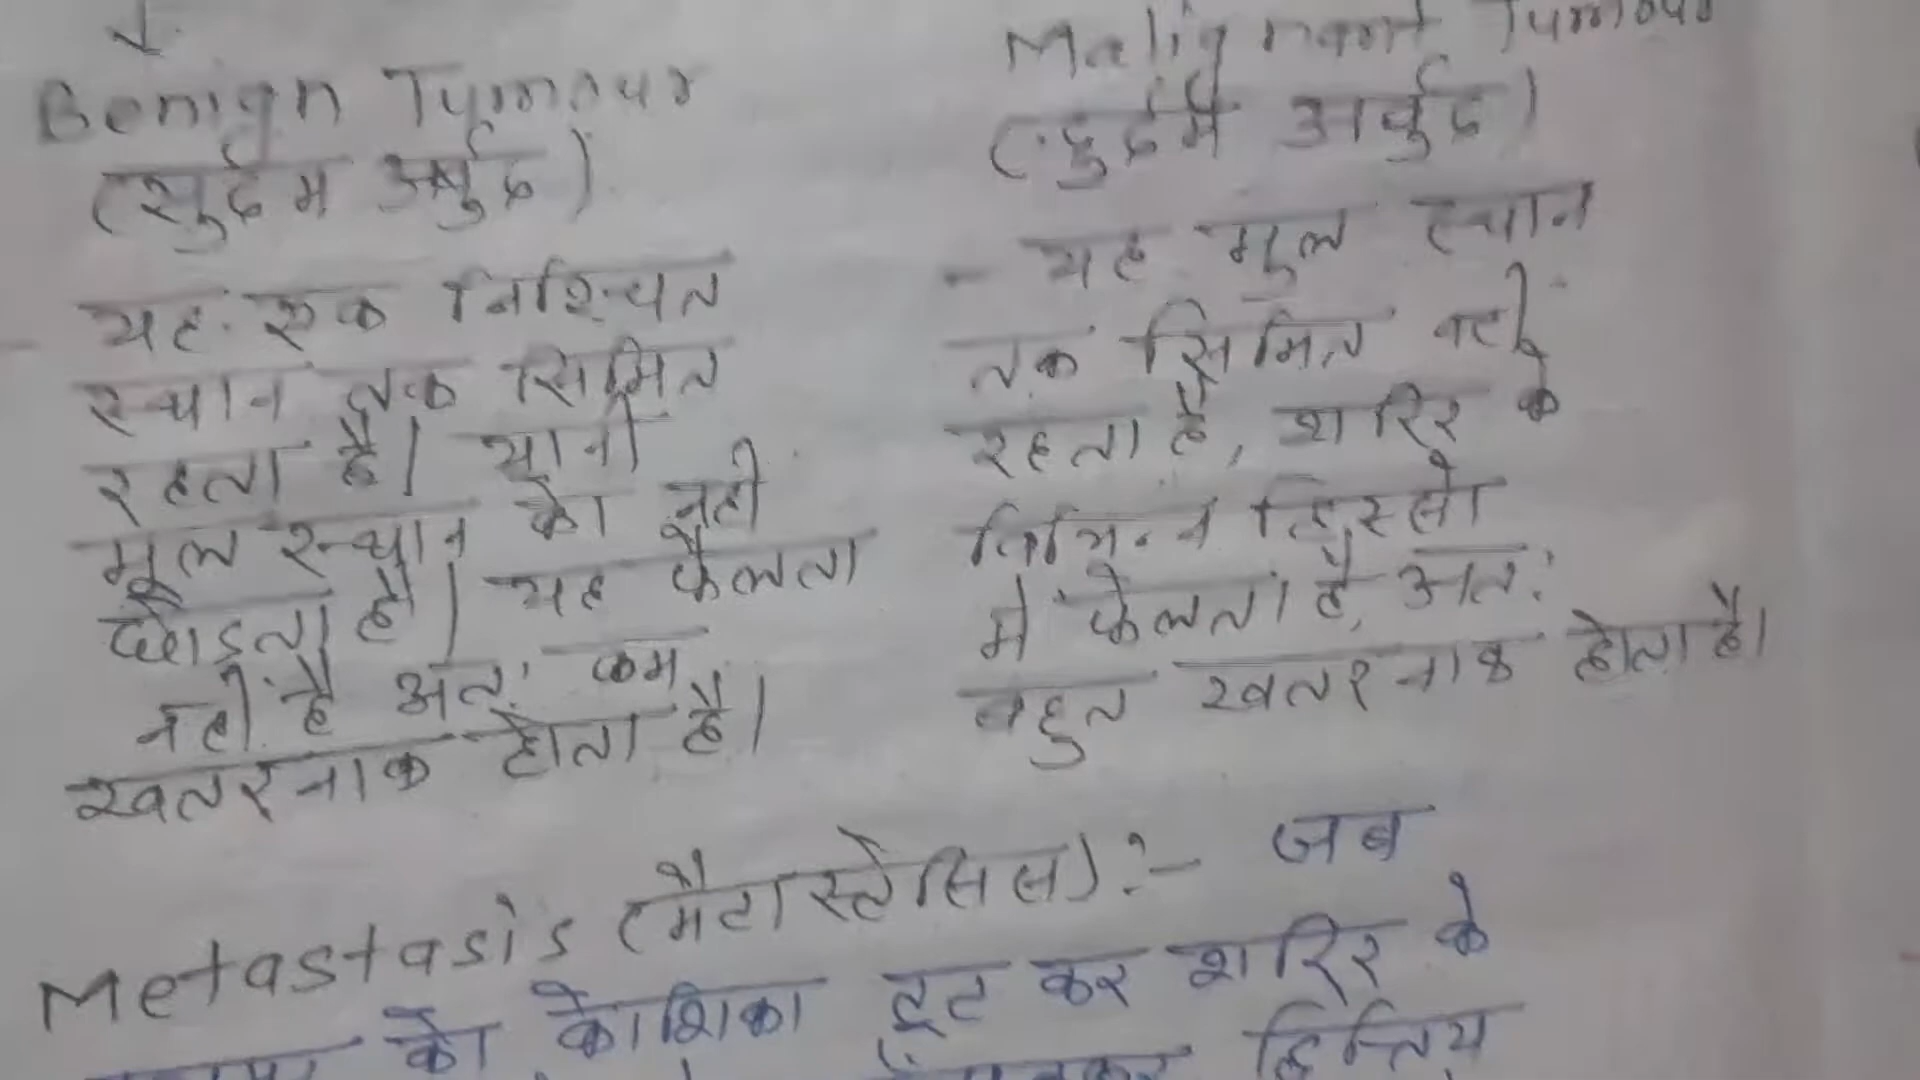 Benign Tumour
(सुर्दम अर्बुद)
यह एक निश्चित
स्थान तक सिमित
रहता है। यानी
मूल स्थान को नही
छोड़ता है। यह फैलता
नही है अतः कम
खतरनाक होता है।
Malignant Tumour
(दुर्दम अर्बुद)
- यह मुल स्थान
तक सिमित नही
रहता है, शरिर के
विभिन्न हिस्सो
मे फेलता है, अतः
बहुत खतरनाक होता है।
Metastasis (मैटास्टेसिस) :- जब
को कोशिका टूट कर शरिर के